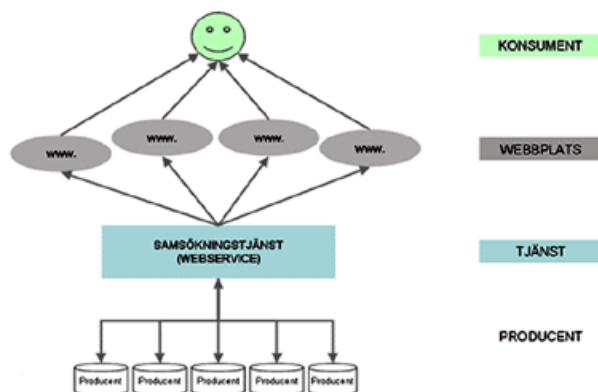 KONSUMENT
www. www. www. www.
WEBBPLATS
SAMSÖKNINGSTJÄNST
(WEBSERVICE)
TJÄNST
PRODUCENT
Producent Producent Producent Producent Producent